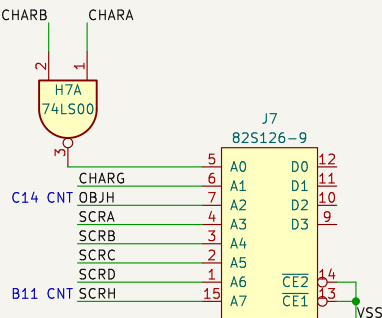 CHARB CHARA
2 1
H7A
74LS00
3
J7
82S126-9
5 A0 D0 12
CHARG 6 A1 D1 11
C14 CNT OBJH 7 A2 D2 10
SCRA 4 A3 D3 9
SCRB 3 A4
SCRC 2 A5
SCRD 1 A6 CE2 14
B11 CNT SCRH 15 A7 CE1 13
VSS